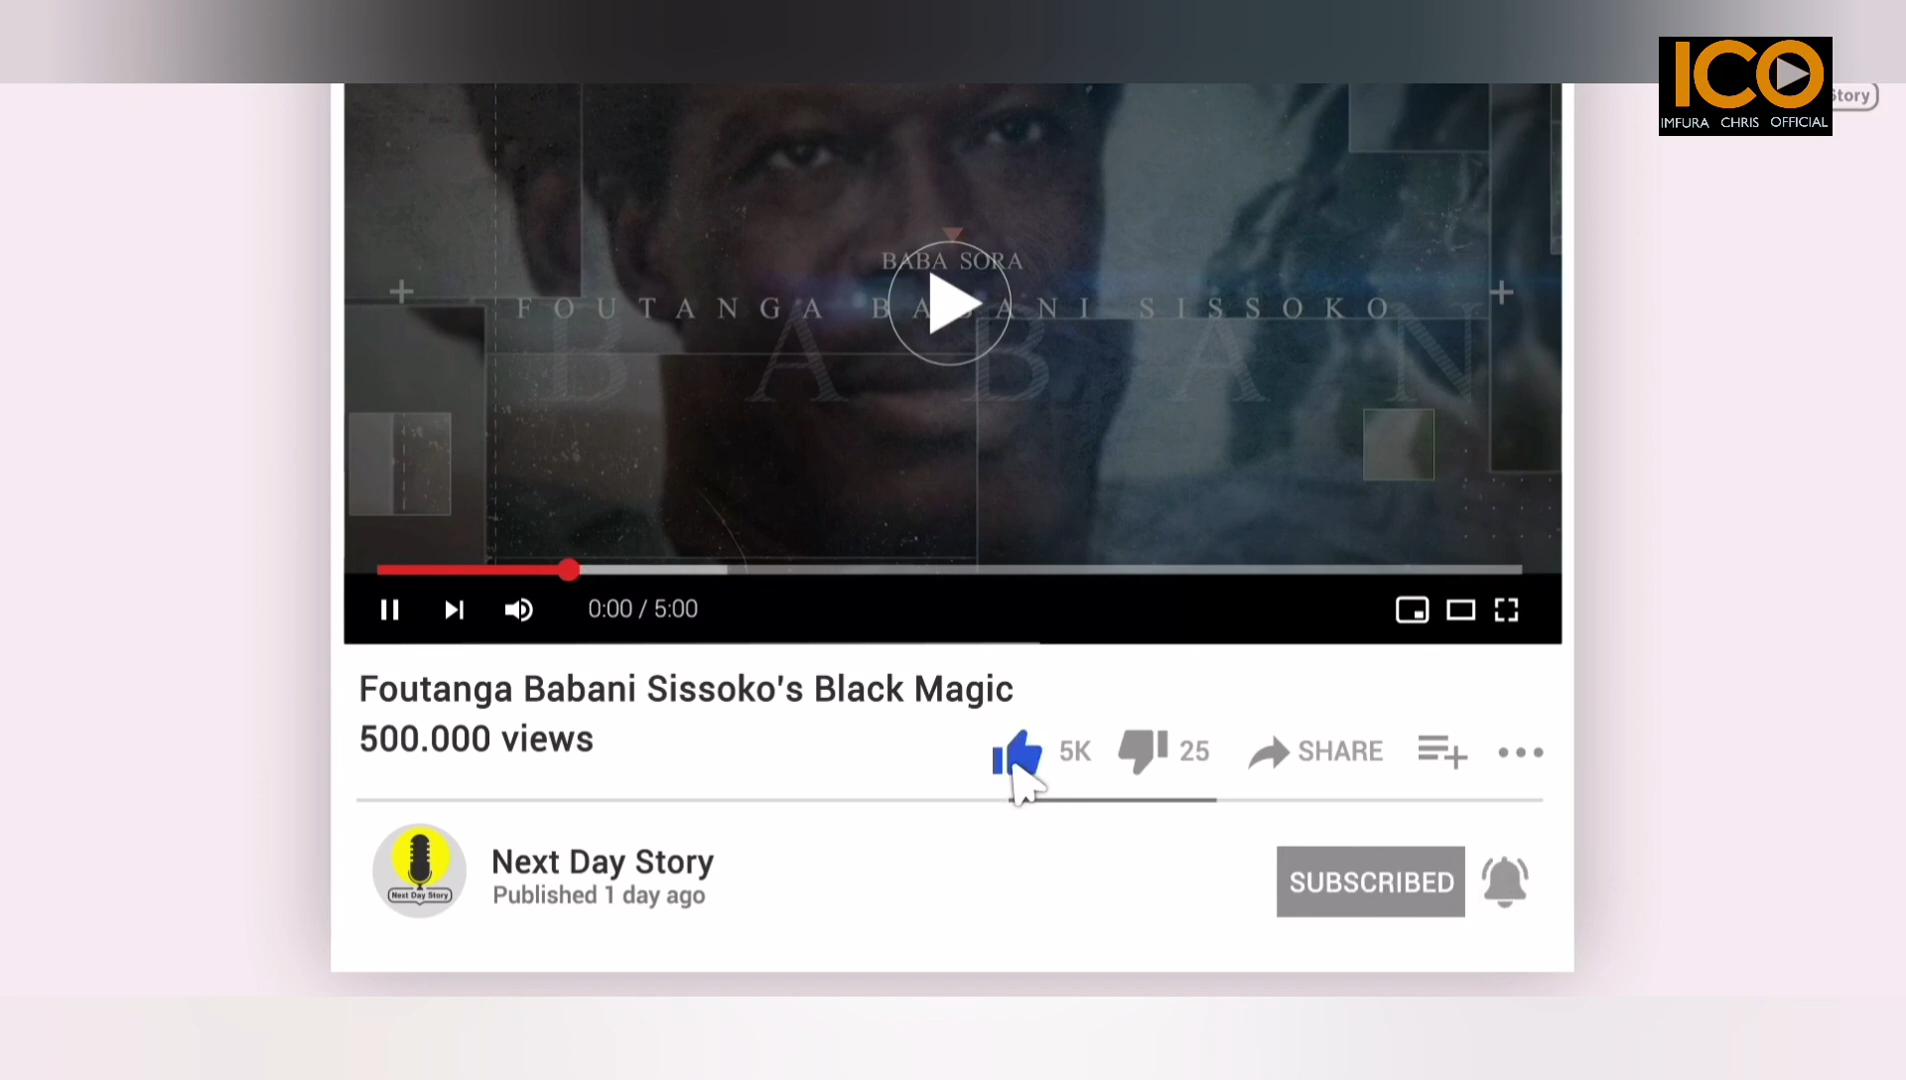 ICO
IMFURA CHRIS OFFICIAL
Story
BABA SORA
FOUTANGA BABANI SISSOKO
BABAN
0:00 / 5:00
Foutanga Babani Sissoko's Black Magic
500.000 views
5K
25
SHARE
Next Day Story
Next Day Story
Published 1 day ago
SUBSCRIBED